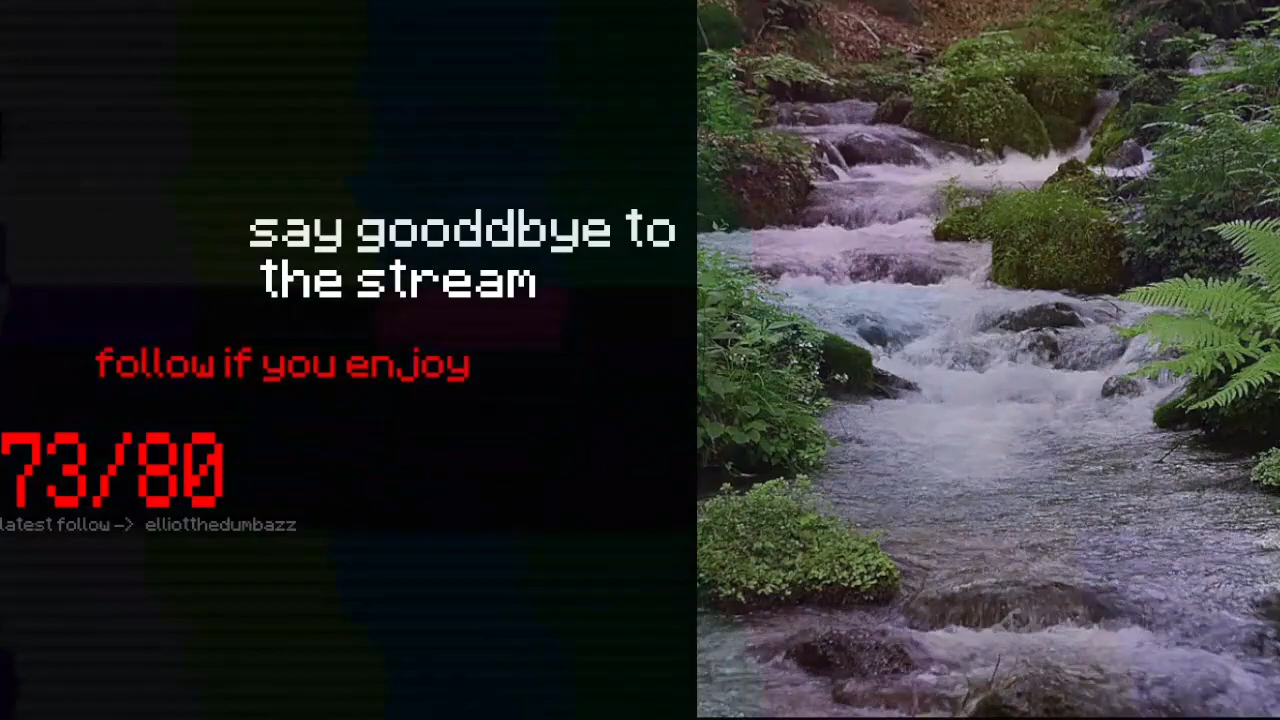 say gooddbye to
the stream
follow if you enjoy
73/80
latest follow -> elliotthedumbazz